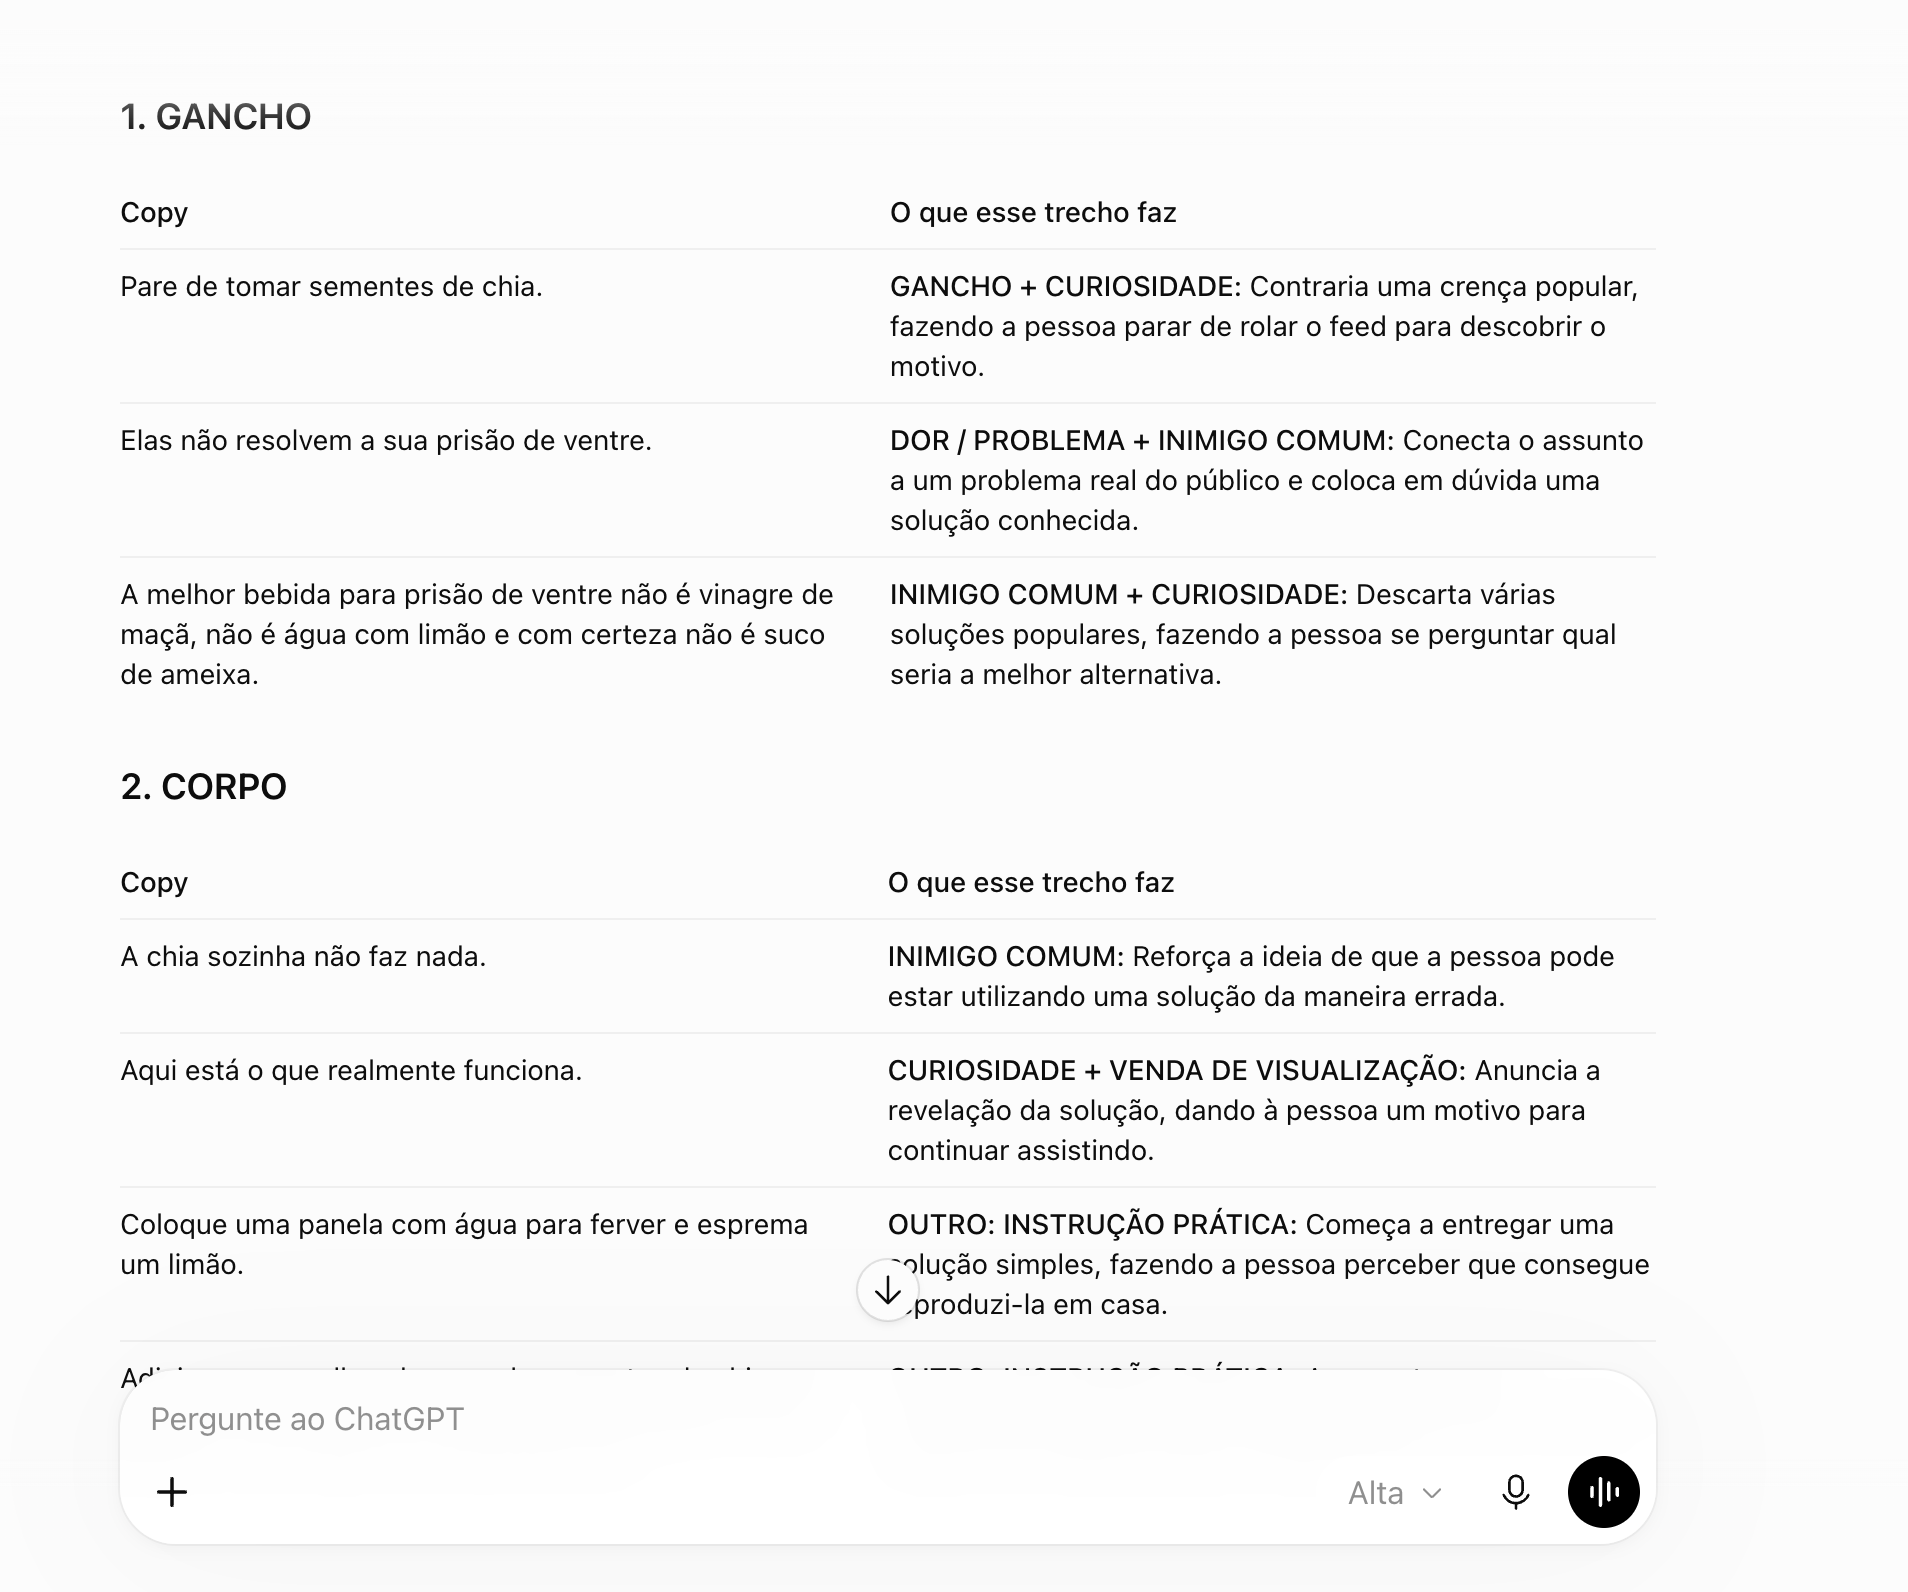 1. GANCHO
Copy
O que esse trecho faz
Pare de tomar sementes de chia.
GANCHO + CURIOSIDADE: Contraria uma crença popular,
fazendo a pessoa parar de rolar o feed para descobrir o
motivo.
Elas não resolvem a sua prisão de ventre.
DOR / PROBLEMA + INIMIGO COMUM: Conecta o assunto
a um problema real do público e coloca em dúvida uma
solução conhecida.
A melhor bebida para prisão de ventre não é vinagre de
maçã, não é água com limão e com certeza não é suco
de ameixa.
INIMIGO COMUM + CURIOSIDADE: Descarta várias
soluções populares, fazendo a pessoa se perguntar qual
seria a melhor alternativa.
2. CORPO
Copy
O que esse trecho faz
A chia sozinha não faz nada.
INIMIGO COMUM: Reforça a ideia de que a pessoa pode
estar utilizando uma solução da maneira errada.
Aqui está o que realmente funciona.
CURIOSIDADE + VENDA DE VISUALIZAÇÃO: Anuncia a
revelação da solução, dando à pessoa um motivo para
continuar assistindo.
Coloque uma panela com água para ferver e esprema
um limão.
OUTRO: INSTRUÇÃO PRÁTICA: Começa a entregar uma
solução simples, fazendo a pessoa perceber que consegue
em casa.
OUTRO: INSTRUÇÃO PRÁTICA:
Pergunte ao ChatGPT
Alta